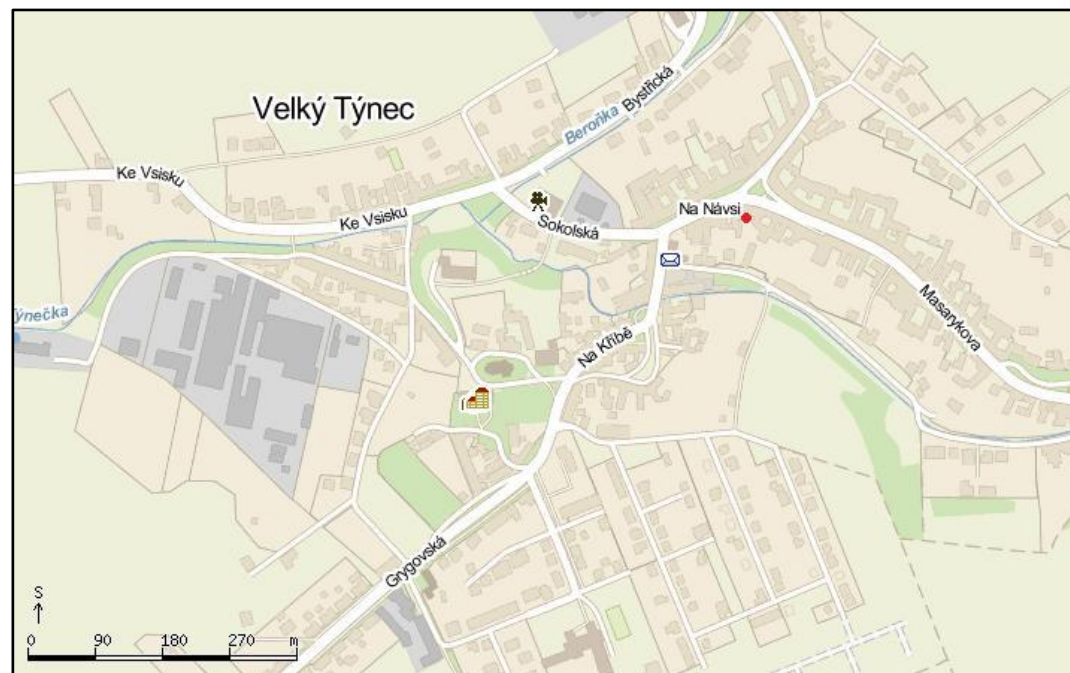 Bystřická
Velký Týnec
Beroňka
Ke Vsisku
Na Návsi
Ke Vsisku
Sokolská
Masarykova
Týnečka
Na Křibě
Grygovská
S
0 90 180 270 m